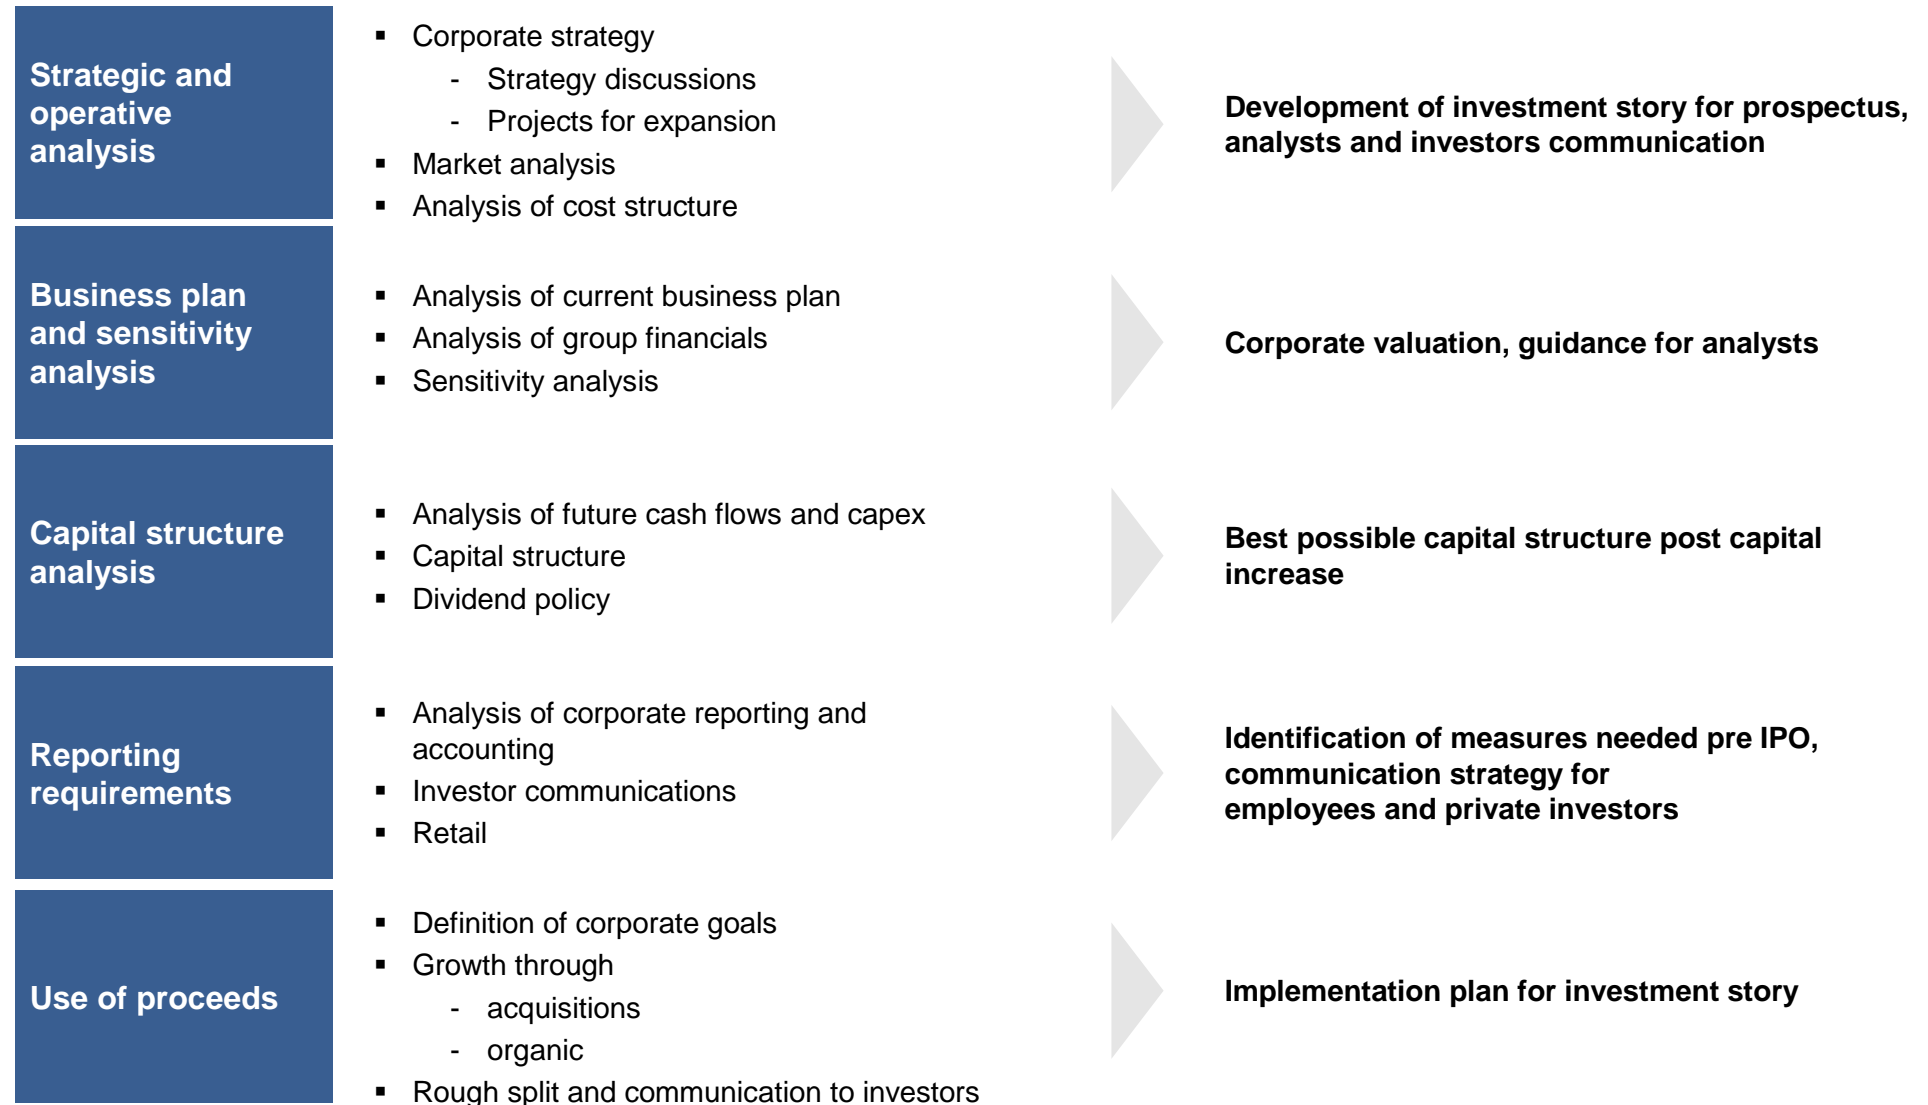 Strategic and
operative
analysis
▪ Corporate strategy
- Strategy discussions
- Projects for expansion
▪ Market analysis
▪ Analysis of cost structure
Development of investment story for prospectus,
analysts and investors communication
Business plan
and sensitivity
analysis
▪ Analysis of current business plan
▪ Analysis of group financials
▪ Sensitivity analysis
Corporate valuation, guidance for analysts
Capital structure
analysis
▪ Analysis of future cash flows and capex
▪ Capital structure
▪ Dividend policy
Best possible capital structure post capital
increase
Reporting
requirements
▪ Analysis of corporate reporting and
accounting
▪ Investor communications
▪ Retail
Identification of measures needed pre IPO,
communication strategy for
employees and private investors
Use of proceeds
▪ Definition of corporate goals
▪ Growth through
- acquisitions
- organic
▪ Rough split and communication to investors
Implementation plan for investment story